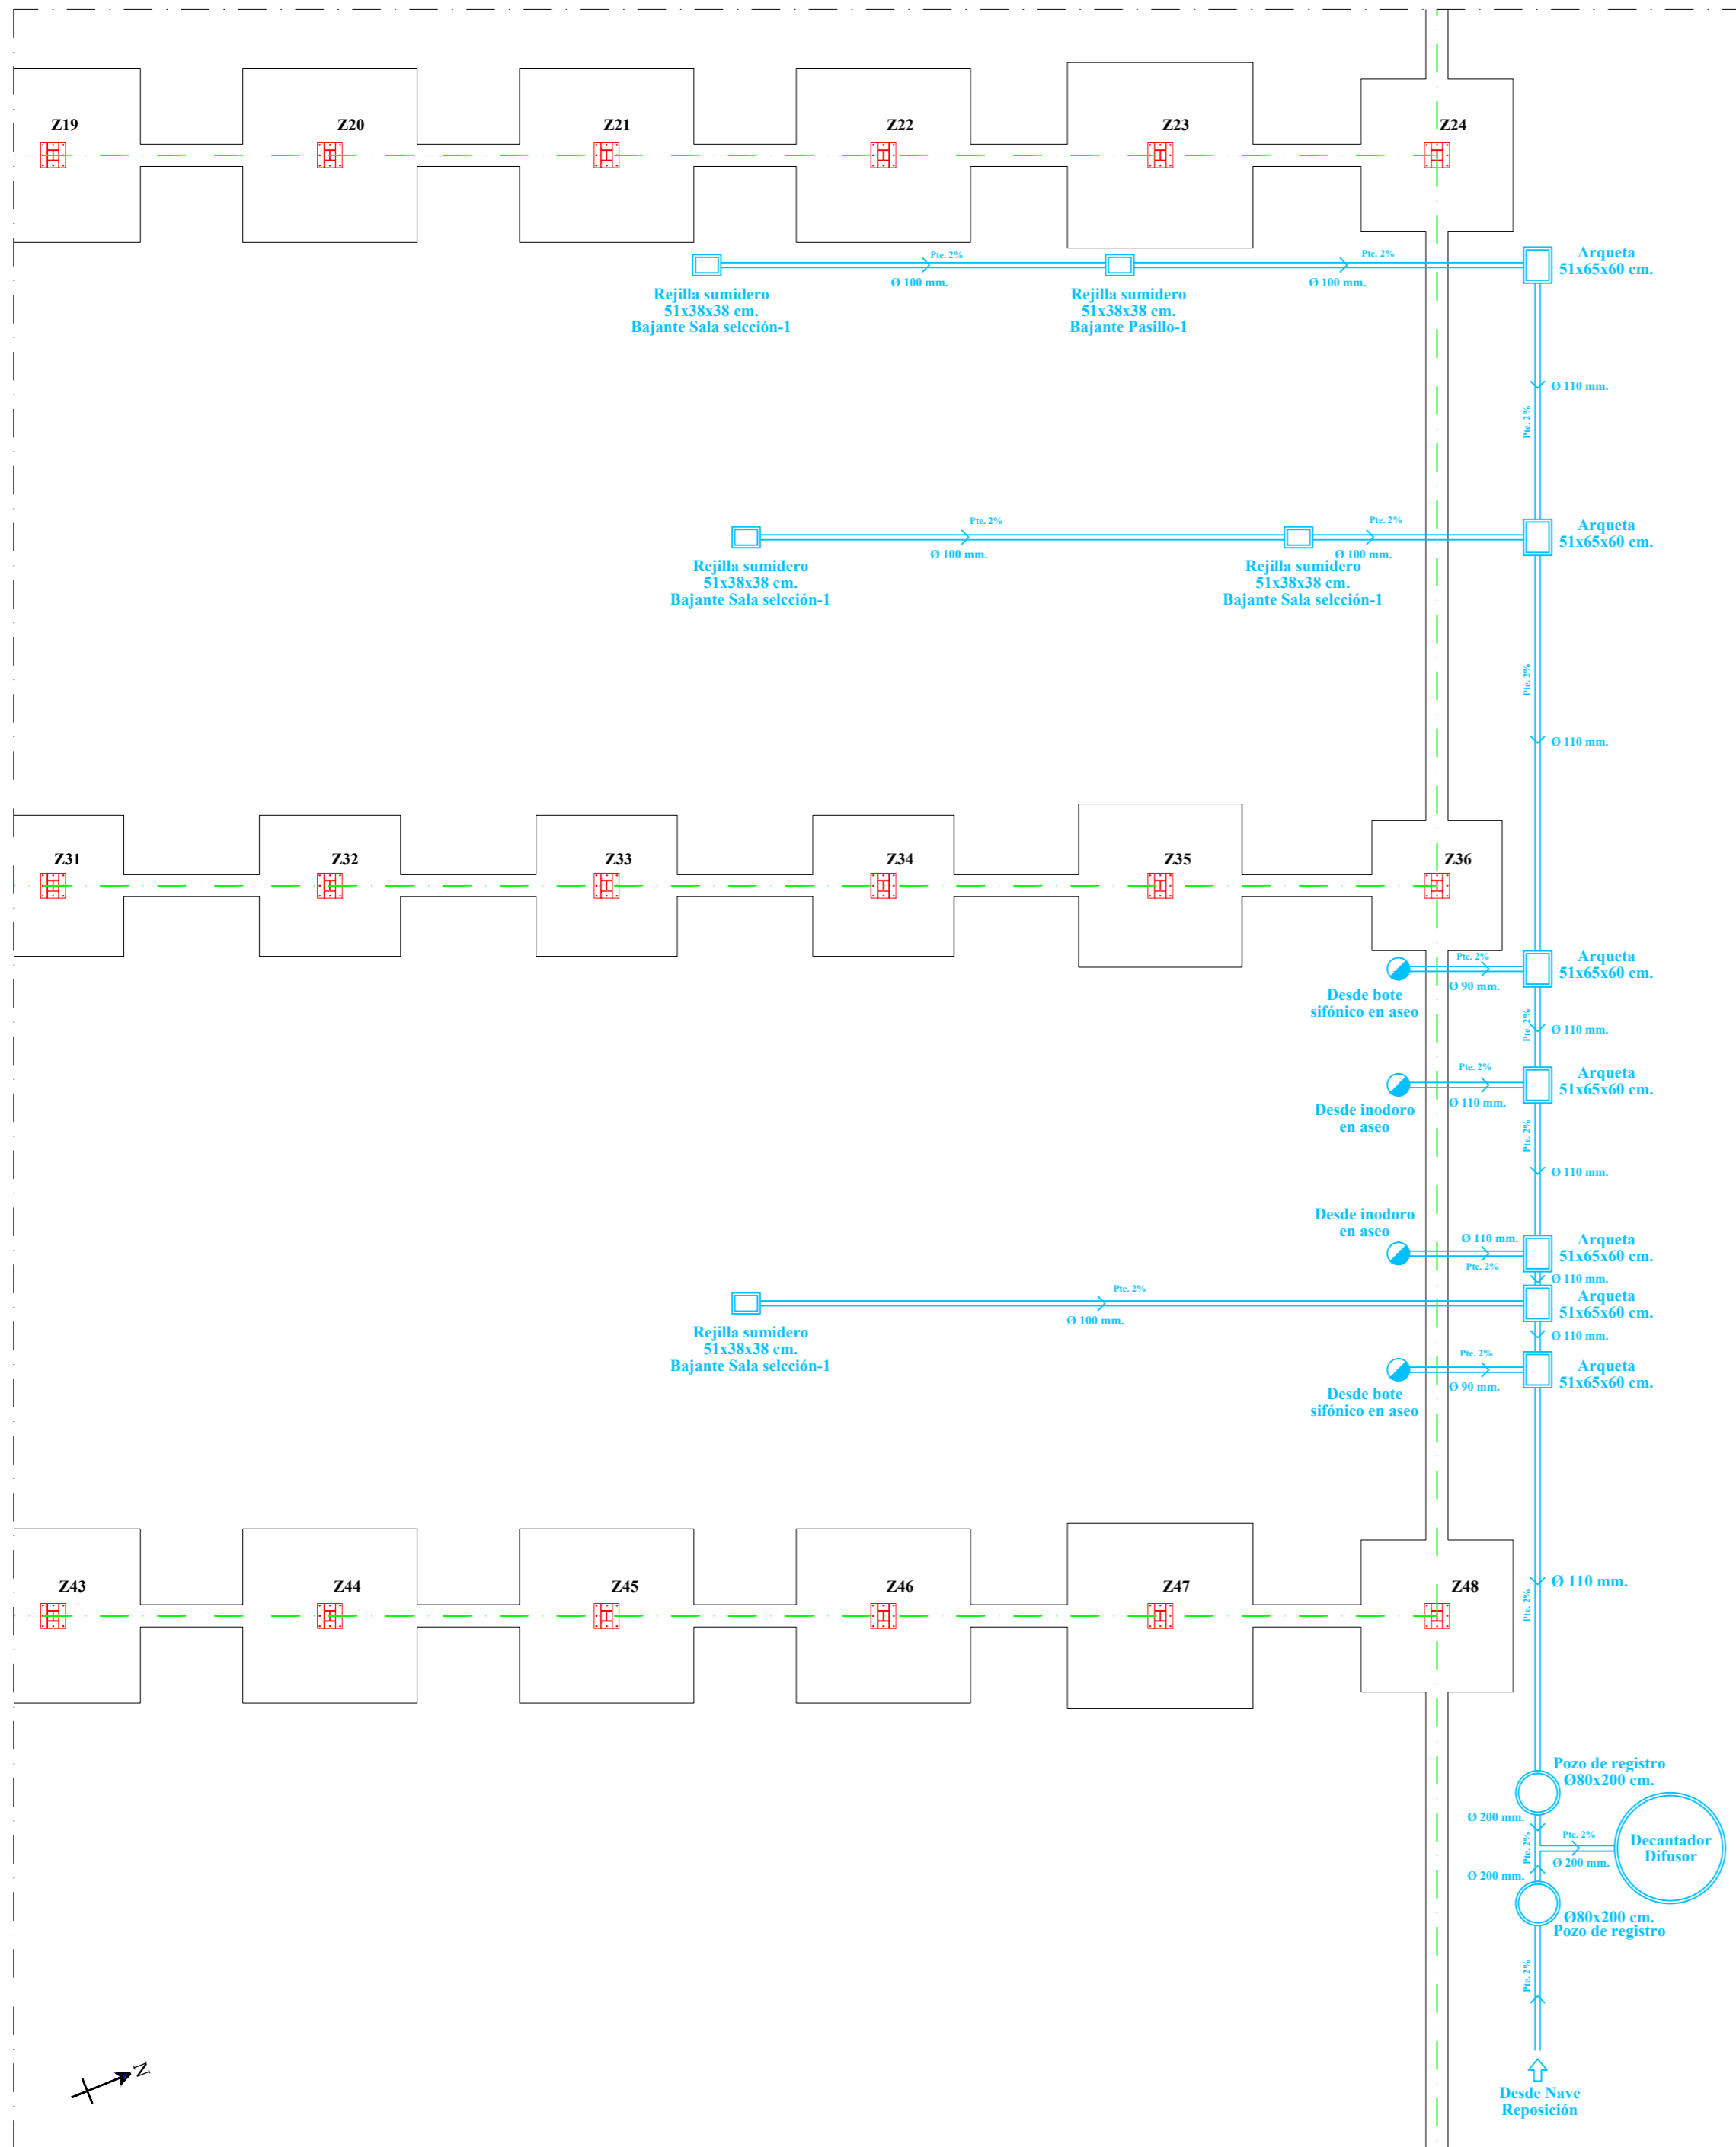 Z19
Z20
Z21
Z22
Z23
Z24
Pte. 2%
Pte. 2%
Ø 100 mm.
Ø 100 mm.
Arqueta
51x65x60 cm.
Rejilla sumidero
51x38x38 cm.
Bajante Sala selcción-1
Rejilla sumidero
51x38x38 cm.
Bajante Pasillo-1
Ø 110 mm.
Pte. 2%
Pte. 2%
Pte. 2%
Ø 100 mm.
Ø 100 mm.
Arqueta
51x65x60 cm.
Rejilla sumidero
51x38x38 cm.
Bajante Sala selcción-1
Rejilla sumidero
51x38x38 cm.
Bajante Sala selcción-1
Pte. 2%
Ø 110 mm.
Z31
Z32
Z33
Z34
Z35
Z36
Pte. 2%
Ø 90 mm.
Arqueta
51x65x60 cm.
Desde bote
sifónico en aseo
Pte. 2%
Ø 110 mm.
Pte. 2%
Ø 110 mm.
Arqueta
51x65x60 cm.
Desde inodoro
en aseo
Pte. 2%
Ø 110 mm.
Desde inodoro
en aseo
Ø 110 mm.
Pte. 2%
Arqueta
51x65x60 cm.
Ø 110 mm.
Pte. 2%
Ø 100 mm.
Arqueta
51x65x60 cm.
Rejilla sumidero
51x38x38 cm.
Bajante Sala selcción-1
Ø 110 mm.
Pte. 2%
Ø 90 mm.
Arqueta
51x65x60 cm.
Desde bote
sifónico en aseo
Z43
Z44
Z45
Z46
Z47
Z48
Ø 110 mm.
Pte. 2%
Pozo de registro
Ø80x200 cm.
Ø 200 mm.
Pte. 2%
Pte. 2%
Ø 200 mm.
Decantador
Difusor
Ø 200 mm.
Ø80x200 cm.
Pozo de registro
Pte. 2%
N
Desde Nave
Reposición